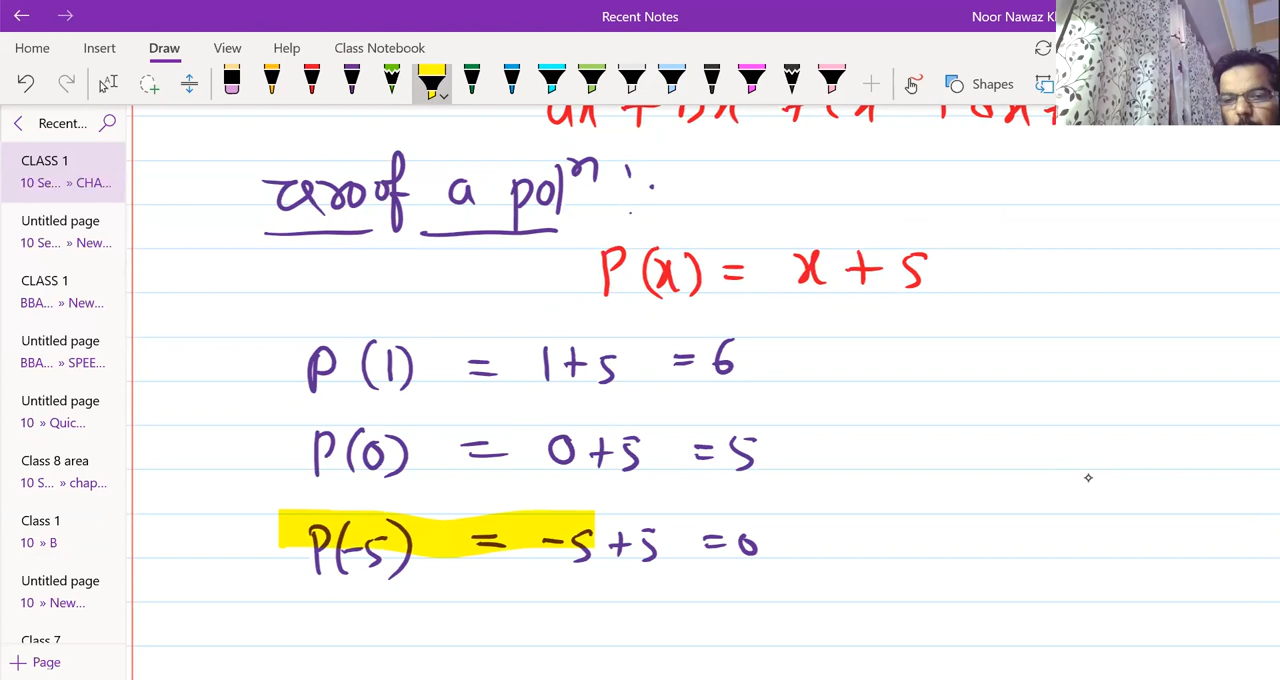 Recent Notes
Noor Nawaz
Home Insert Draw View Help Class Notebook
Shapes
Recent...
CLASS 1
10 Se... » CHA...
Untitled page
10 Se... » New...
CLASS 1
BBA... » New...
Untitled page
BBA... » SPEE...
Untitled page
10 » Quic...
Class 8 area
10 S... » chap...
Class 1
10 » B
Untitled page
10 » New...
Class 7
Page
zero of a polⁿ :
P(x) = x + 5
P(1) = 1+5 = 6
P(0) = 0+5 = 5
P(-5) = -5+5 = 0